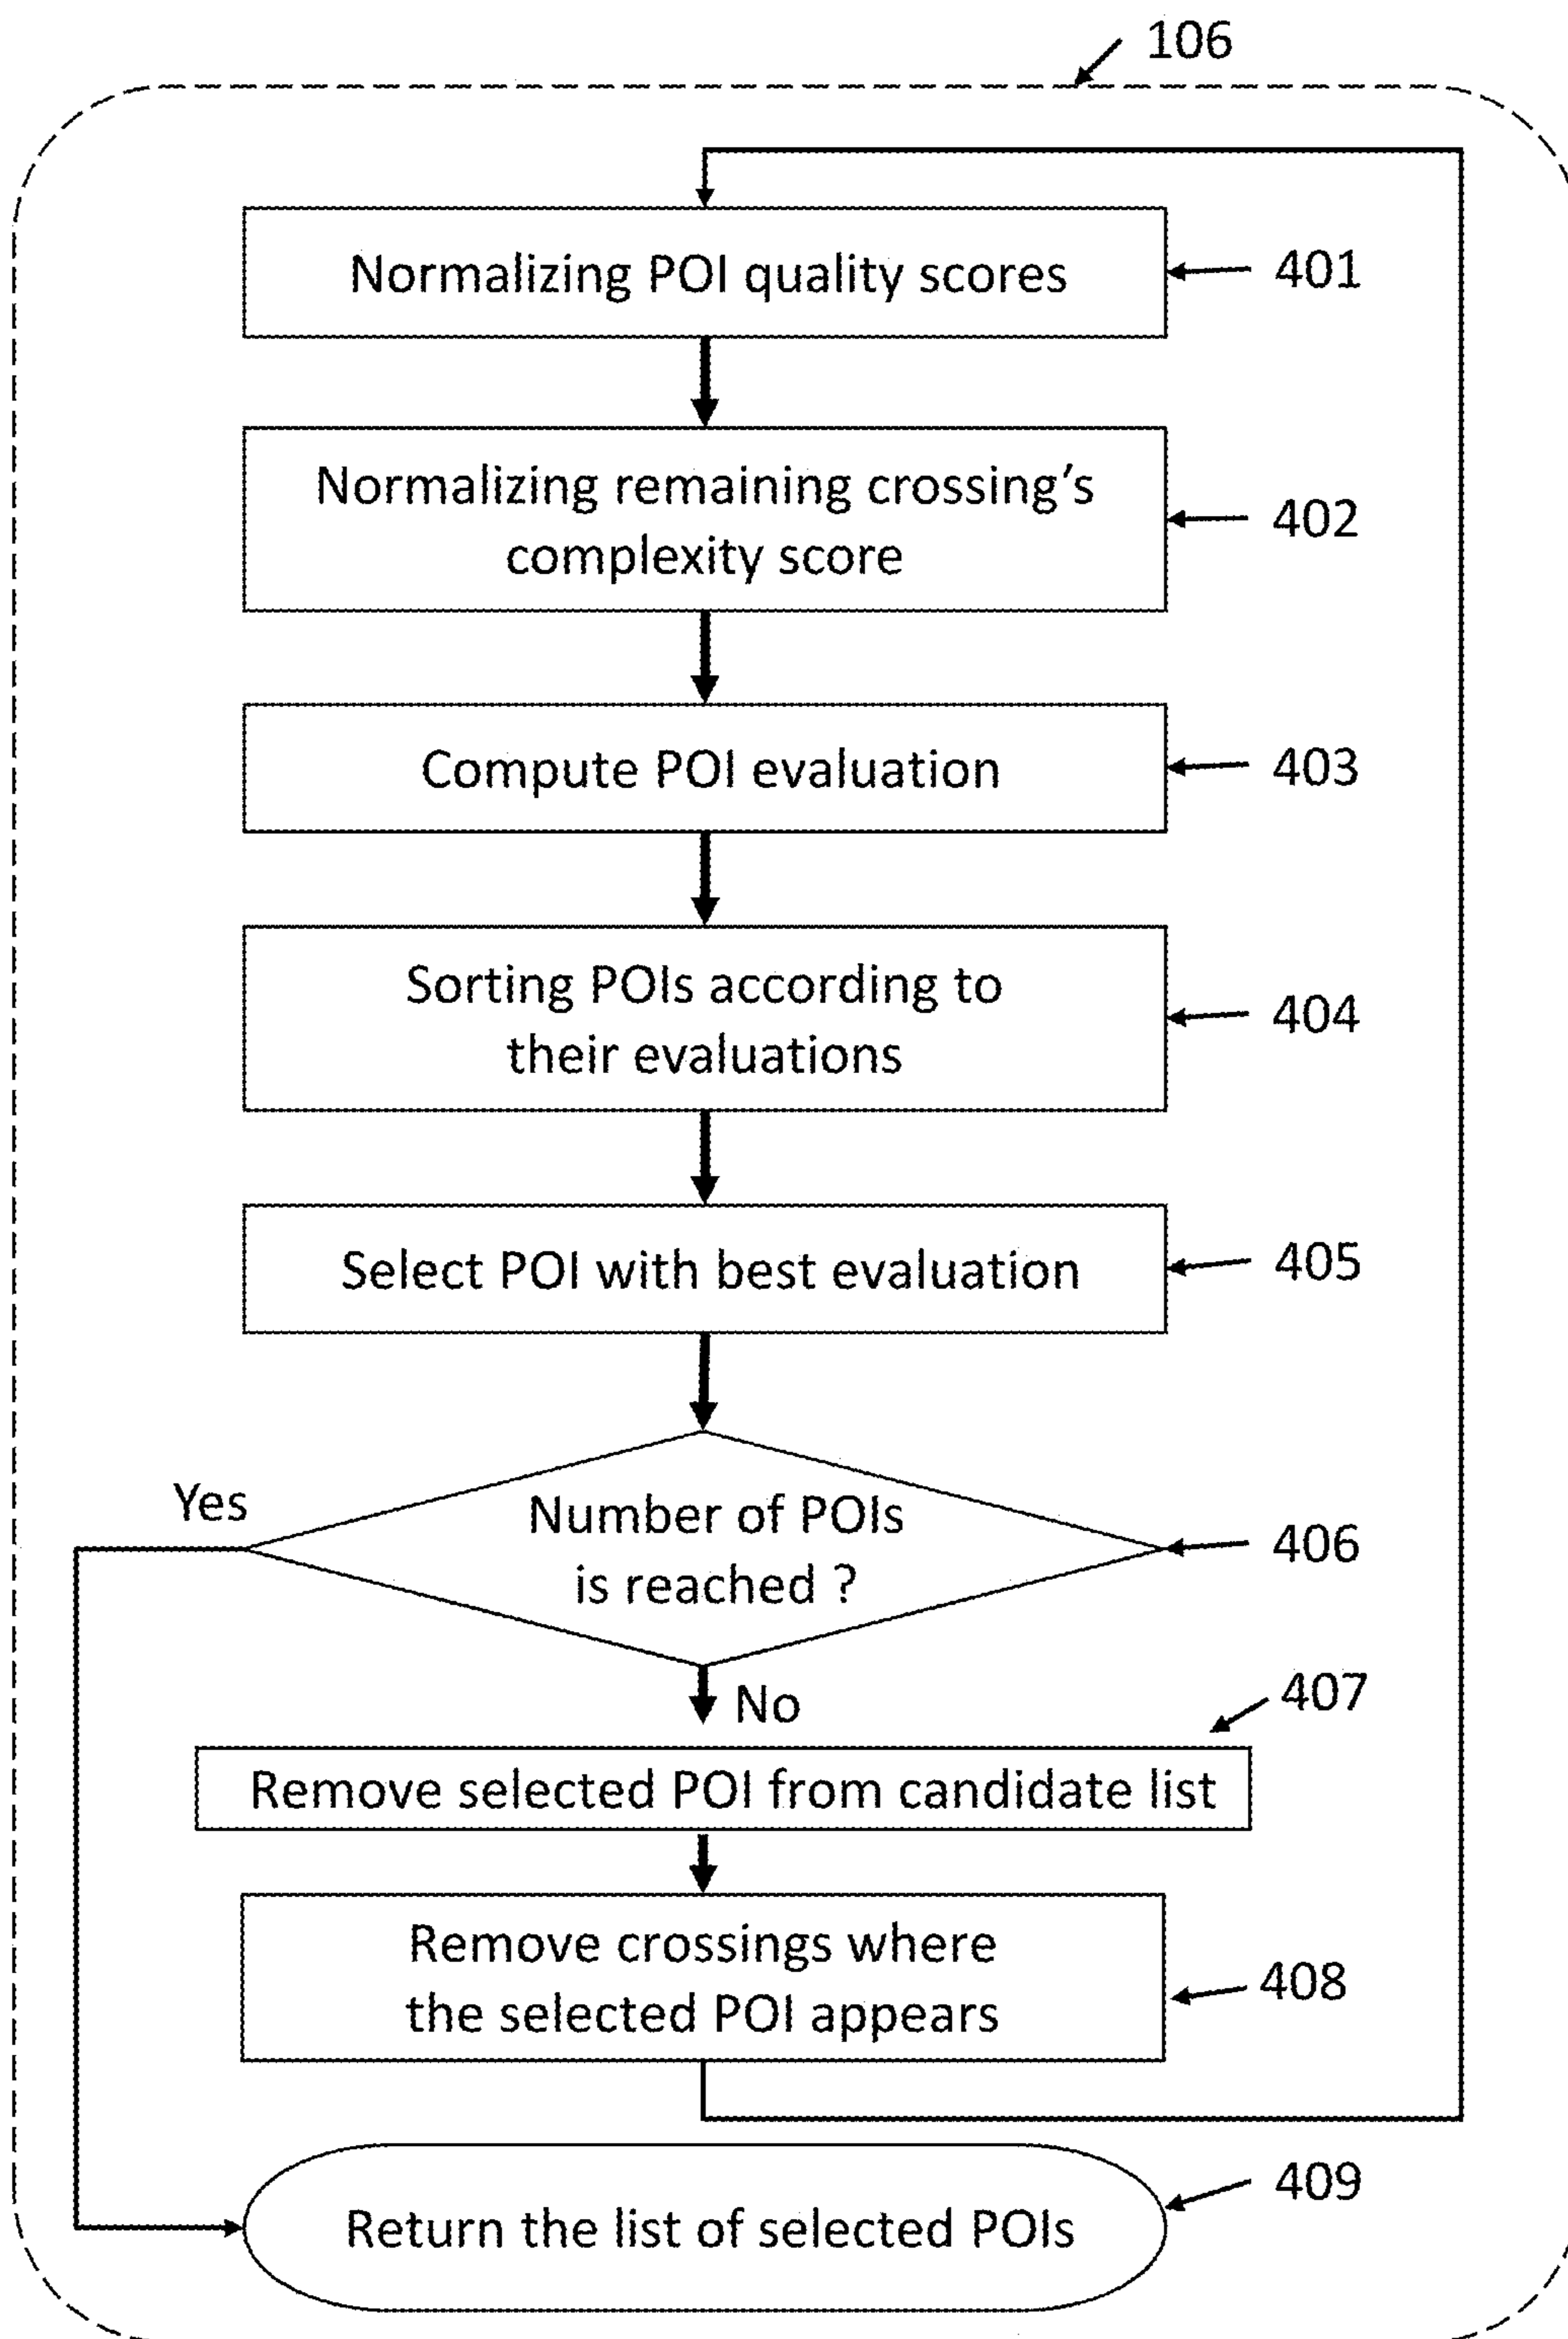 106
Normalizing POI quality scores
401
Normalizing remaining crossing's
complexity score
402
Compute POI evaluation
403
Sorting POIs according to
their evaluations
404
Select POI with best evaluation
405
Yes
Number of POIs
is reached ?
406
No
407
Remove selected POI from candidate list
Remove crossings where
the selected POI appears
408
409
Return the list of selected POIs